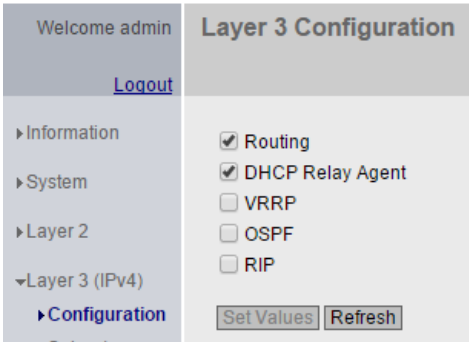 Welcome admin
Logout
Layer 3 Configuration
Information
System
Layer 2
Layer 3 (IPv4)
Configuration
Routing
DHCP Relay Agent
VRRP
OSPF
RIP
Set Values Refresh